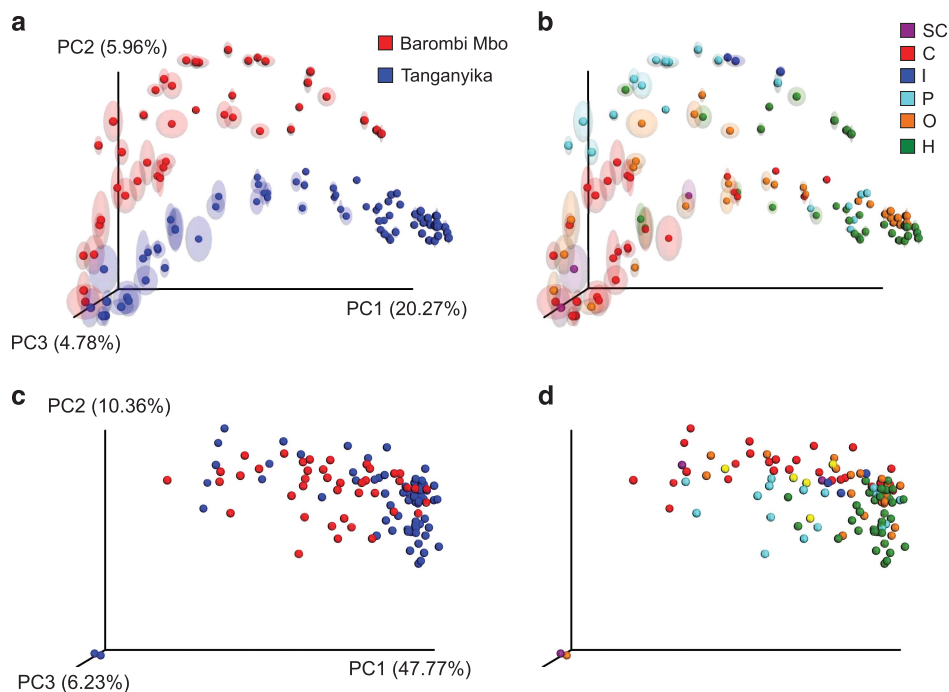 a
PC2 (5.96%)
Barombi Mbo
Tanganyika
PC1 (20.27%)
PC3 (4.78%)
b
SC
C
I
P
O
H
c
PC2 (10.36%)
PC1 (47.77%)
PC3 (6.23%)
d